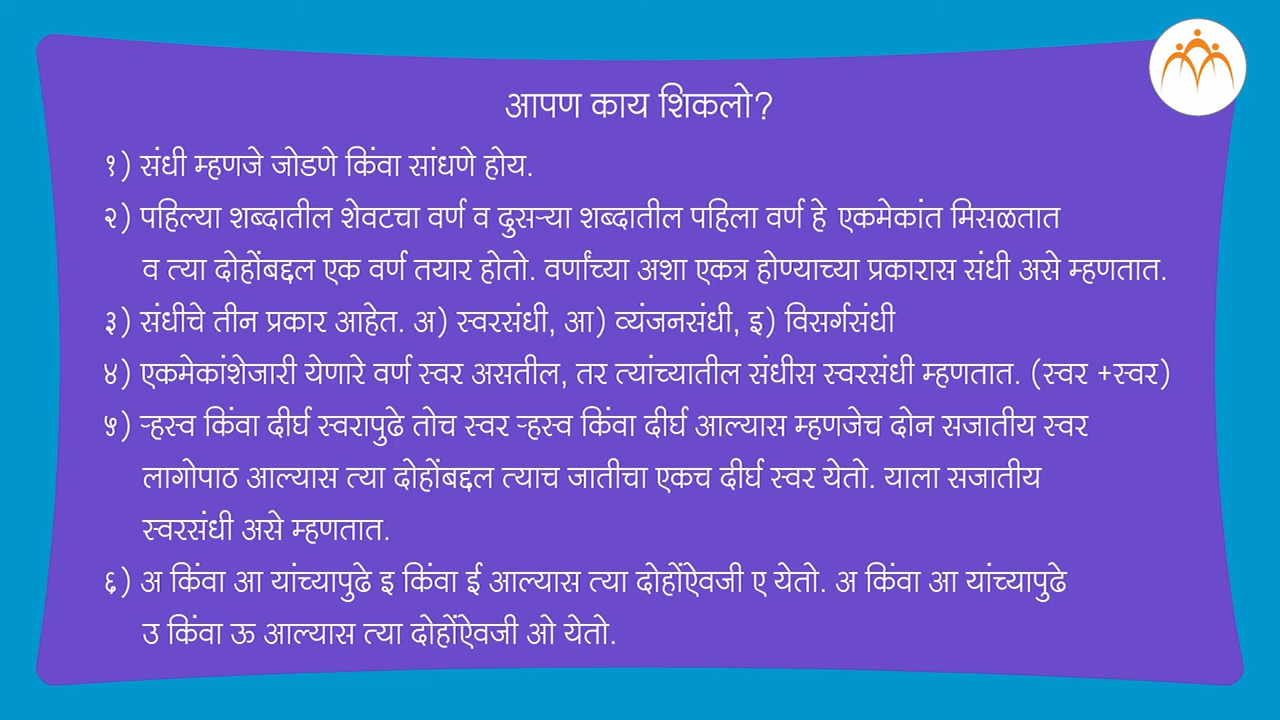 आपण काय शिकलो?
१) संधी म्हणजे जोडणे किंवा सांधणे होय.
२) पहिल्या शब्दातील शेवटचा वर्ण व दुसऱ्या शब्दातील पहिला वर्ण हे एकमेकांत मिसळतात
व त्या दोहोंबद्दल एक वर्ण तयार होतो. वर्णांच्या अशा एकत्र होण्याच्या प्रकारास संधी असे म्हणतात.
३) संधीचे तीन प्रकार आहेत. अ) स्वरसंधी, आ) व्यंजनसंधी, इ) विसर्गसंधी
४) एकमेकांशेजारी येणारे वर्ण स्वर असतील, तर त्यांच्यातील संधीस स्वरसंधी म्हणतात. (स्वर +स्वर)
५) ऱ्हस्व किंवा दीर्घ स्वरापुढे तोच स्वर ऱ्हस्व किंवा दीर्घ आल्यास म्हणजेच दोन सजातीय स्वर
लागोपाठ आल्यास त्या दोहोंबद्दल त्याच जातीचा एकच दीर्घ स्वर येतो. याला सजातीय
स्वरसंधी असे म्हणतात.
६) अ किंवा आ यांच्यापुढे इ किंवा ई आल्यास त्या दोहोंऐवजी ए येतो. अ किंवा आ यांच्यापुढे
उ किंवा ऊ आल्यास त्या दोहोंऐवजी ओ येतो.